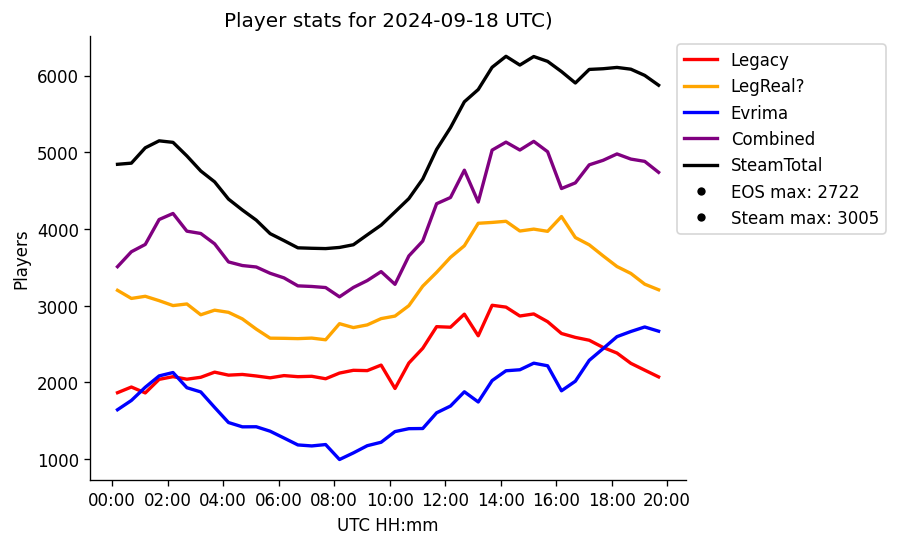 Player stats for 2024-09-18 UTC)
Legacy
LegReal?
Evrima
Combined
SteamTotal
EOS max: 2722
Steam max: 3005
Players
6000
5000
4000
3000
2000
1000
00:00 02:00 04:00 06:00 08:00 10:00 12:00 14:00 16:00 18:00 20:00
UTC HH:mm